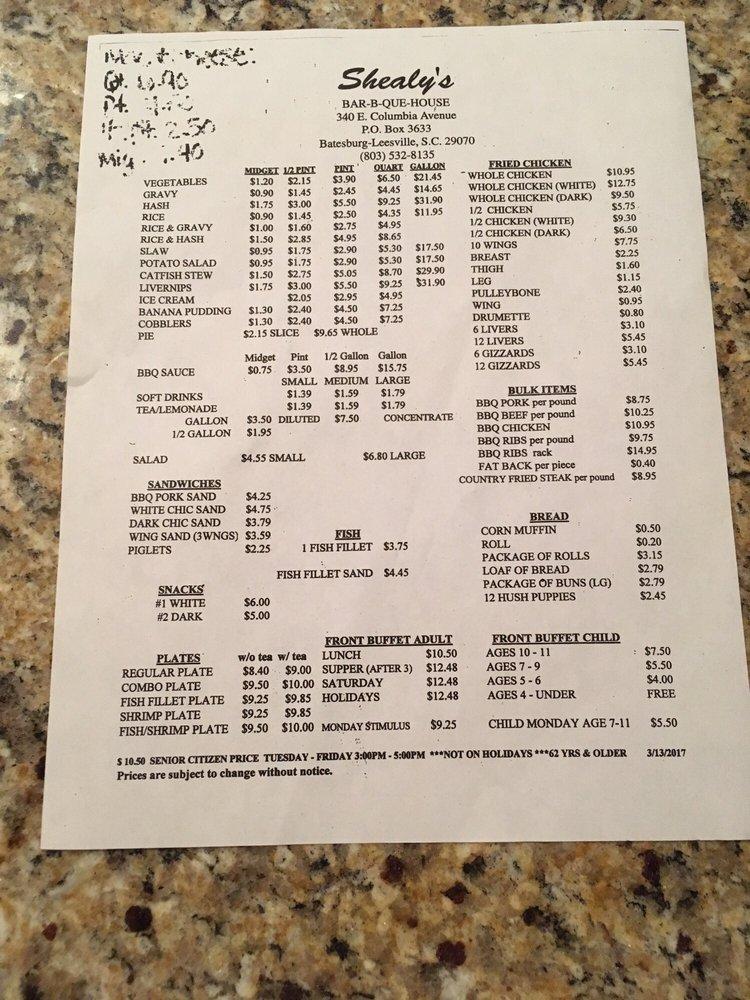 2.50
Shealy's
BAR-B-QUE-HOUSE
340 E. Columbia Avenue
P.O. Box 3633
Batesburg-Leesville, S.C. 29070
(803) 532-8135
MIDGET 1/2 PINT PINT QUART GALLON
VEGETABLES $1.20 $2.15 $3.90 $6.50 $21.45
GRAVY $0.90 $1.45 $2.45 $4.45 $14.65
HASH $1.75 $3.00 $5.50 $9.25 $31.90
RICE $0.90 $1.45 $2.50 $4.35 $11.95
RICE & GRAVY $1.00 $1.60 $2.75 $4.95
RICE & HASH $1.50 $2.85 $4.95 $8.65
SLAW $0.95 $1.75 $2.90 $5.30 $17.50
POTATO SALAD $0.95 $1.75 $2.90 $5.30 $17.50
CATFISH STEW $1.50 $2.75 $5.05 $8.70 $29.90
LIVERNIPS $1.75 $3.00 $5.50 $9.25 $31.90
ICE CREAM $2.05 $2.95 $4.95
BANANA PUDDING $1.30 $2.40 $4.50 $7.25
COBBLERS $1.30 $2.40 $4.50 $7.25
PIE $2.15 SLICE $9.65 WHOLE
Midget Pint 1/2 Gallon Gallon
BBQ SAUCE $0.75 $3.50 $8.95 $15.75
SMALL MEDIUM LARGE
SOFT DRINKS $1.39 $1.59 $1.79
TEA/LEMONADE $1.39 $1.59 $1.79
GALLON $3.50 DILUTED $7.50 CONCENTRATE
1/2 GALLON $1.95
SALAD $4.55 SMALL $6.80 LARGE
FRIED CHICKEN
WHOLE CHICKEN $10.95
WHOLE CHICKEN (WHITE) $12.75
WHOLE CHICKEN (DARK) $9.50
1/2 CHICKEN $5.75
1/2 CHICKEN (WHITE) $9.30
1/2 CHICKEN (DARK) $6.50
10 WINGS $7.75
BREAST $2.25
THIGH $1.60
LEG $1.15
PULLEYBONE $2.40
WING $0.95
DRUMETTE $0.80
6 LIVERS $3.10
12 LIVERS $5.45
6 GIZZARDS $3.10
12 GIZZARDS $5.45
BULK ITEMS
BBQ PORK per pound $8.75
BBQ BEEF per pound $10.25
BBQ CHICKEN $10.95
BBQ RIBS per pound $9.75
BBQ RIBS rack $14.95
FAT BACK per piece $0.40
COUNTRY FRIED STEAK per pound $8.95
SANDWICHES
BBQ PORK SAND $4.25
WHITE CHIC SAND $4.75
DARK CHIC SAND $3.79
WING SAND (3WNGS) $3.59
PIGLETS $2.25
FISH
1 FISH FILLET $3.75
FISH FILLET SAND $4.45
BREAD
CORN MUFFIN $0.50
ROLL $0.20
PACKAGE OF ROLLS $3.15
LOAF OF BREAD $2.79
PACKAGE OF BUNS (LG) $2.79
12 HUSH PUPPIES $2.45
SNACKS
#1 WHITE $6.00
#2 DARK $5.00
PLATES w/o tea w/ tea
REGULAR PLATE $8.40 $9.00
COMBO PLATE $9.50 $10.00
FISH FILLET PLATE $9.25 $9.85
SHRIMP PLATE $9.25 $9.85
FISH/SHRIMP PLATE $9.50 $10.00
FRONT BUFFET ADULT
LUNCH $10.50
SUPPER (AFTER 3) $12.48
SATURDAY $12.48
HOLIDAYS $12.48
MONDAY STIMULUS $9.25
FRONT BUFFET CHILD
AGES 10 - 11 $7.50
AGES 7 - 9 $5.50
AGES 5 - 6 $4.00
AGES 4 - UNDER FREE
CHILD MONDAY AGE 7-11 $5.50
$ 10.50 SENIOR CITIZEN PRICE TUESDAY - FRIDAY 3:00PM - 5:00PM ***NOT ON HOLIDAYS ***62 YRS & OLDER 3/13/2017
Prices are subject to change without notice.